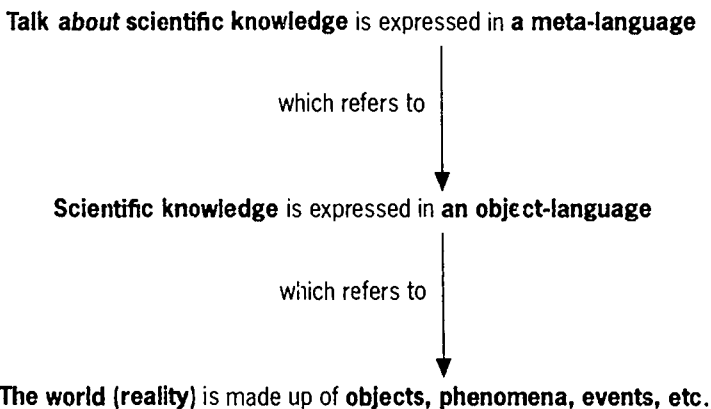 Talk about scientific knowledge is expressed in a meta-language
which refers to
Scientific knowledge is expressed in an object-language
which refers to
The world (reality) is made up of objects, phenomena, events, etc.